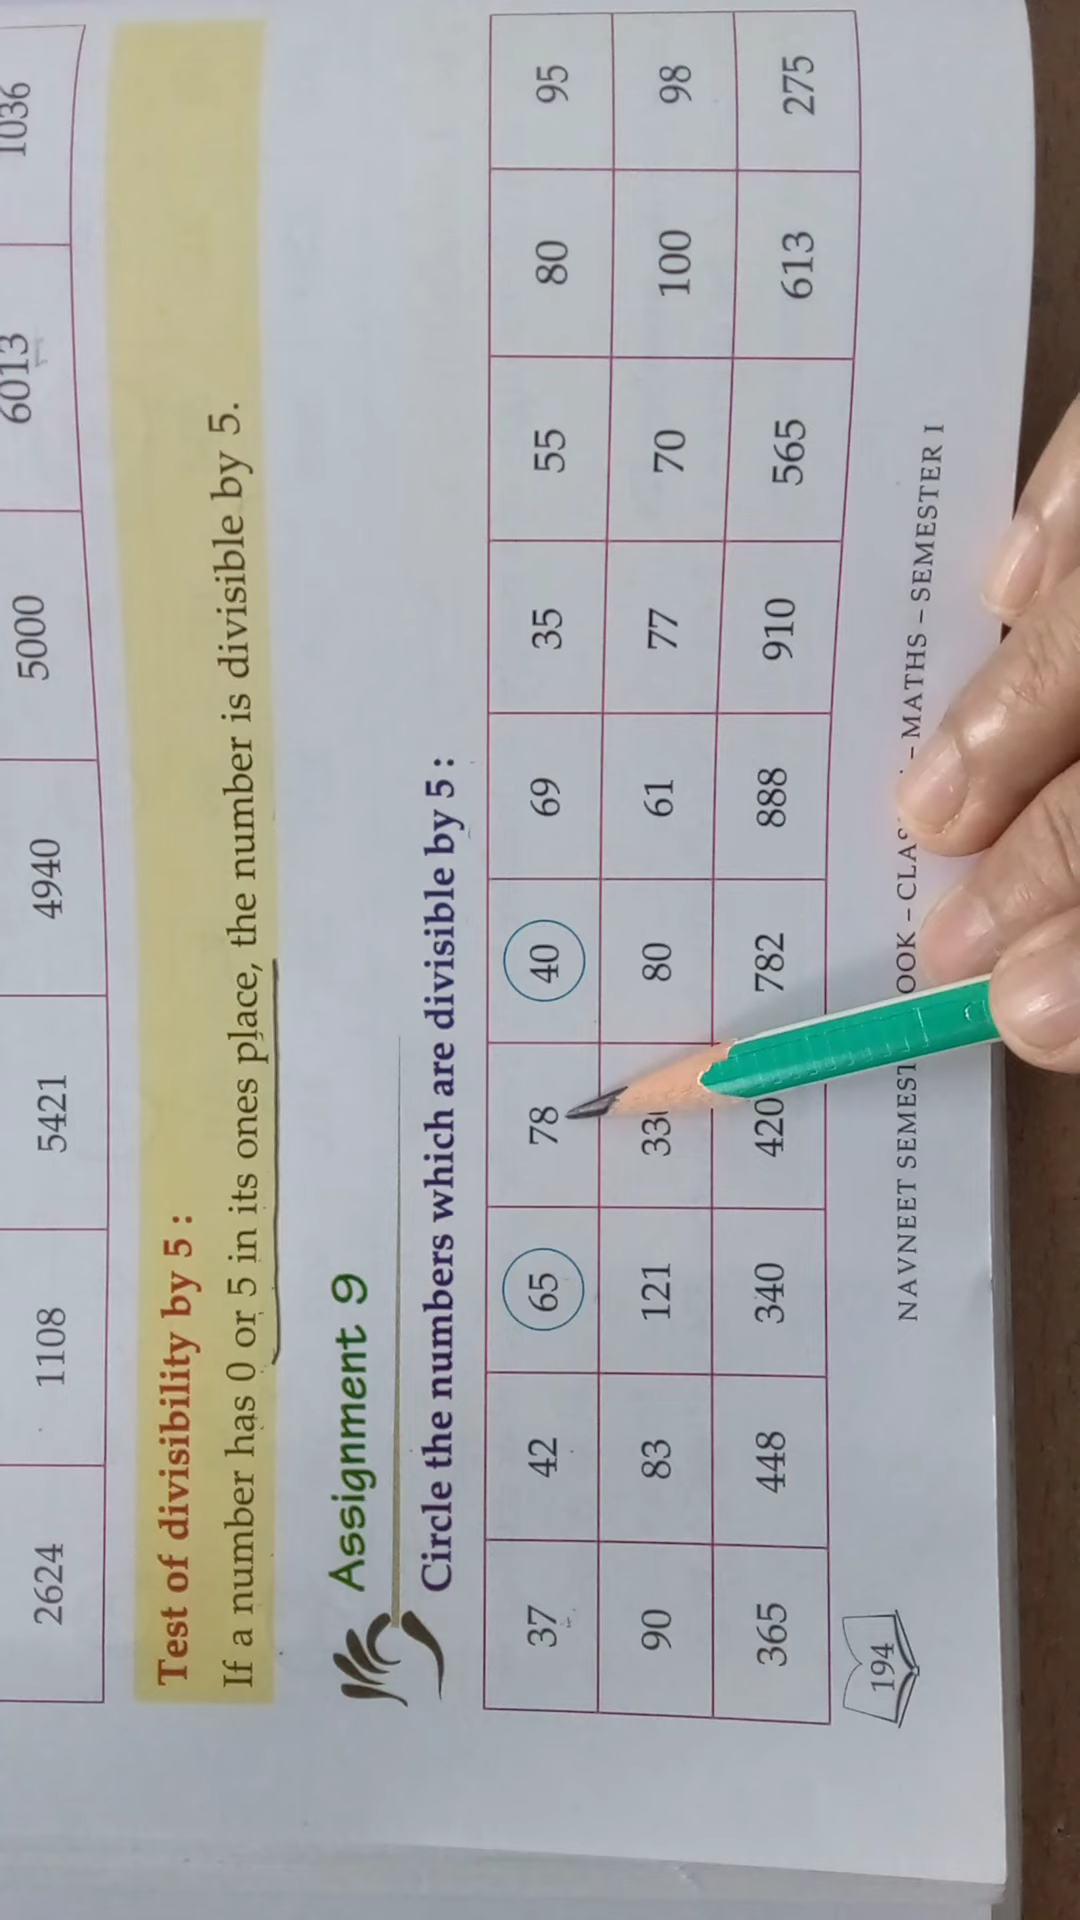 2624 1108 5421 4940 5000 6013 1036
Test of divisibility by 5 :
If a number has 0 or 5 in its ones place, the number is divisible by 5.
Assignment 9
Circle the numbers which are divisible by 5 :
37 42 65 78 40 69 35 55 80 95
90 83 121 80 61 77 70 100 98
365 448 340 420 782 888 910 565 613 275
194
NAVNEET - MATHS – SEMESTER I